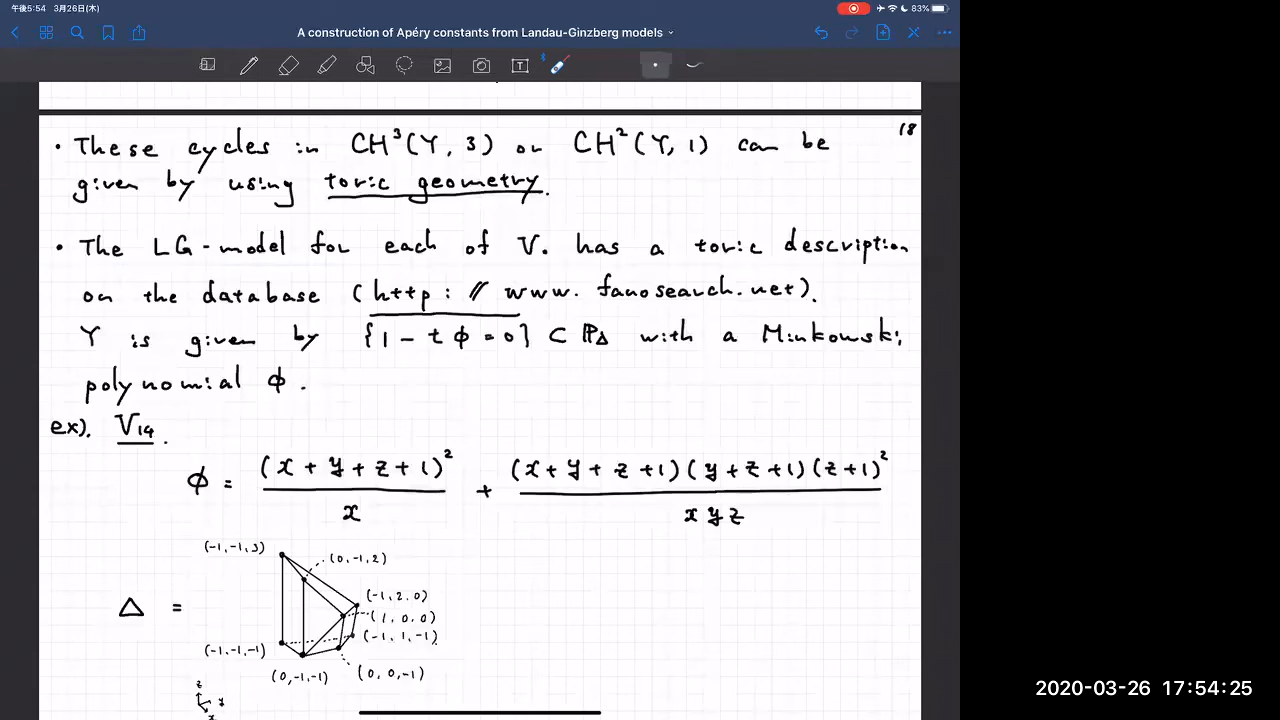 午後5:54 3月26日(木)
83%
A construction of Apéry constants from Landau-Ginzberg models
18
・These cycles in CH³(Y, 3) or CH²(Y, 1) can be
given by using toric geometry.
・The LG-model for each of V. has a toric description
on the database (http://www.fanosearch.net).
Y is given by {1 - tφ = 0} ⊂ ℙ_Δ with a Minkowski
polynomial φ.
ex). V₁₄.
φ = (x + y + z + 1)² / x + (x + y + z + 1)(y + z + 1)(z + 1)² / xyz
(-1, -1, 3)
(0, -1, 2)
(-1, 2, 0)
Δ =
(1, 0, 0)
(-1, 1, -1)
(-1, -1, -1)
(0, -1, -1)
(0, 0, -1)
z
y
x
2020-03-26 17:54:25